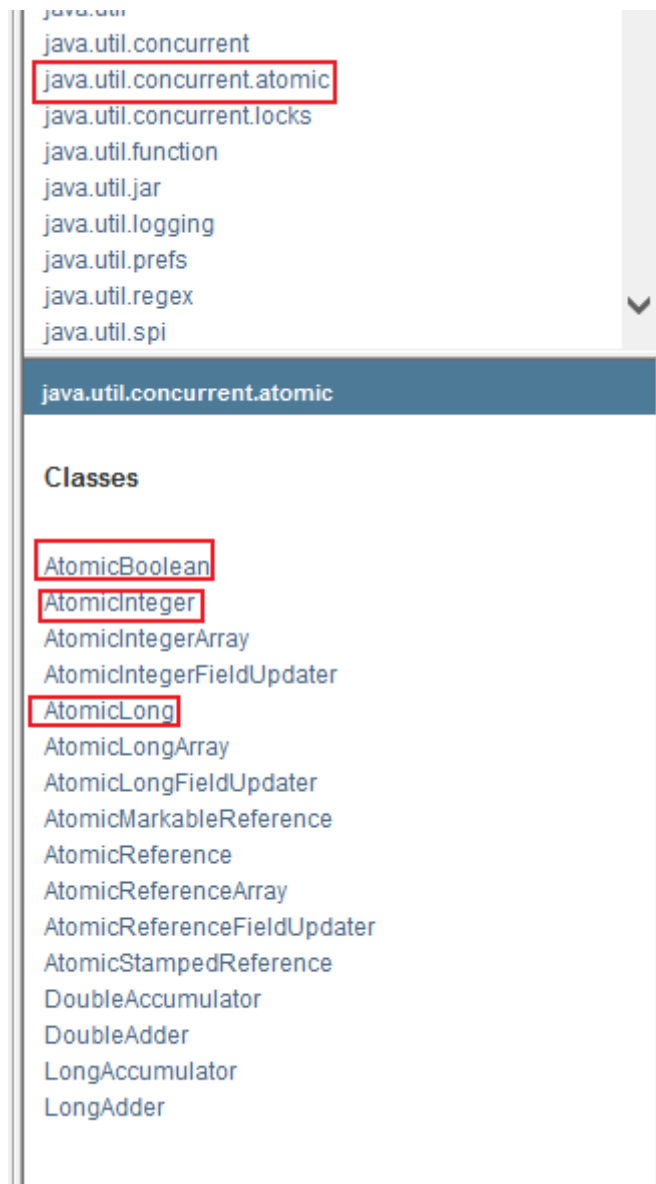 java.util
java.util.concurrent
java.util.concurrent.atomic
java.util.concurrent.locks
java.util.function
java.util.jar
java.util.logging
java.util.prefs
java.util.regex
java.util.spi
java.util.concurrent.atomic
Classes
AtomicBoolean
AtomicInteger
AtomicIntegerArray
AtomicIntegerFieldUpdater
AtomicLong
AtomicLongArray
AtomicLongFieldUpdater
AtomicMarkableReference
AtomicReference
AtomicReferenceArray
AtomicReferenceFieldUpdater
AtomicStampedReference
DoubleAccumulator
DoubleAdder
LongAccumulator
LongAdder